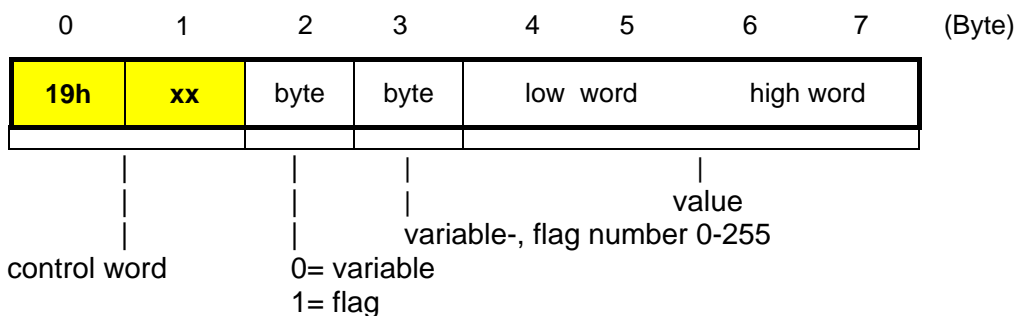 0 1 2 3 4 5 6 7 (Byte)
19h xx byte byte low word high word
value
variable-, flag number 0-255
control word 0= variable
1= flag